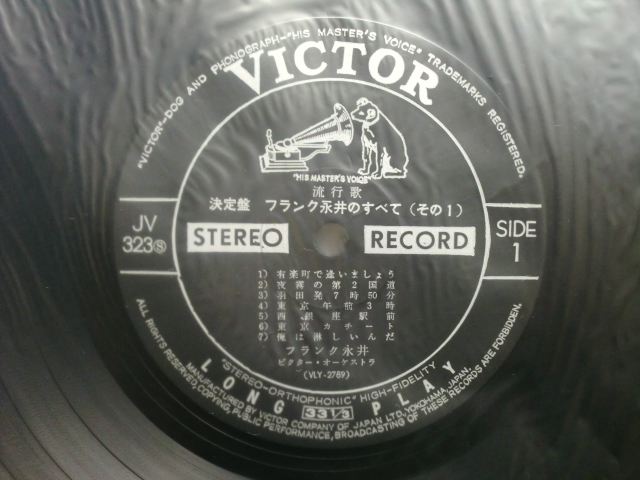 "VICTOR-DOG AND PHONOGRAPH-"HIS MASTER'S VOICE" TRADEMARKS REGISTERED.
VICTOR
"HIS MASTER'S VOICE"
流行歌
決定盤 フランク永井のすべて（その1）
JV
323Ⓢ
STEREO RECORD
SIDE
1
1) 有楽町で逢いましょう
2) 夜霧の第2国道
3) 羽田発7時50分
4) 東京午前3時
5) 西銀座駅前
6) 東京カチート
7) 俺は淋しいんだ
フランク永井
ビクター・オーケストラ
(VLY-2789)
"STEREO-ORTHOPHONIC" HIGH-FIDELITY
LONG 33 1/3 PLAY
MANUFACTURED BY VICTOR COMPANY OF JAPAN LTD., YOKOHAMA, JAPAN.
ALL RIGHTS RESERVED, COPYING, PUBLIC PERFORMANCE, BROADCASTING OF THESE RECORDS ARE FORBIDDEN.